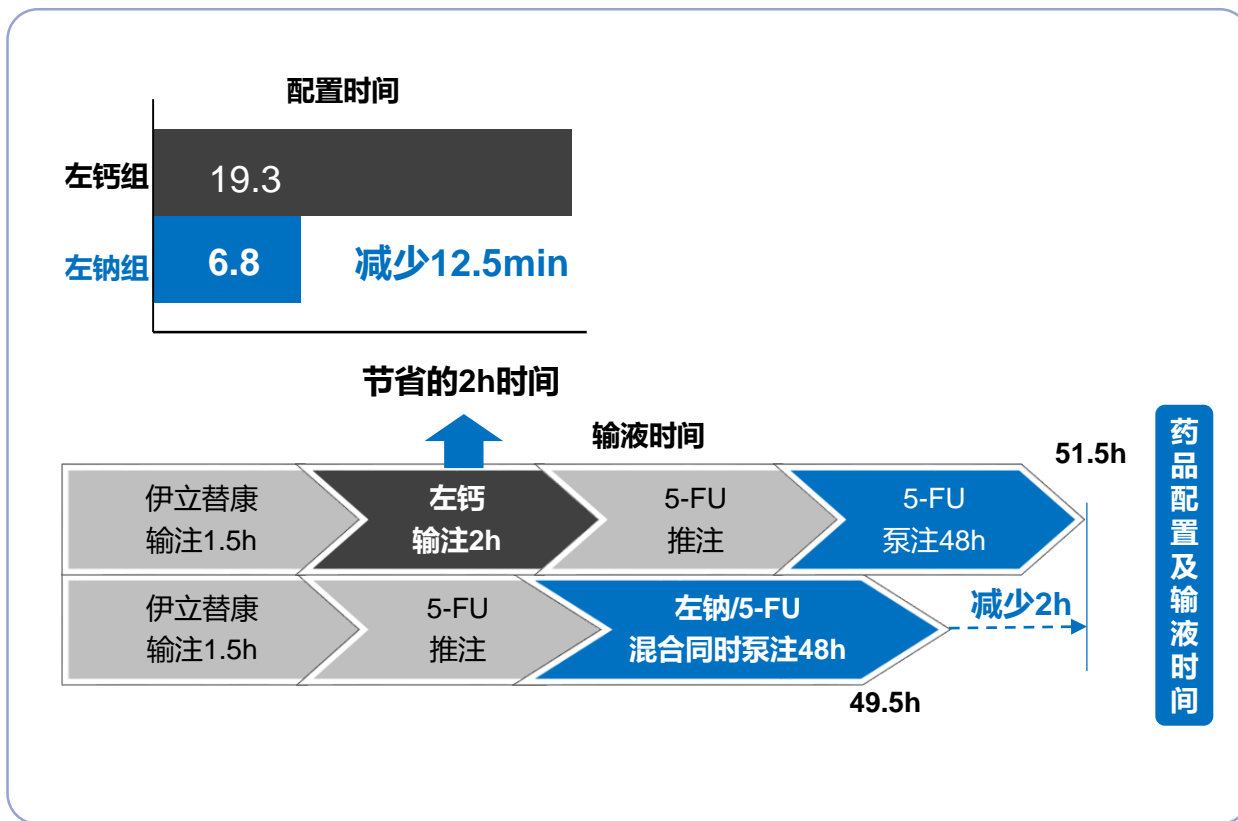 配置时间
左钙组
19.3
左钠组
6.8
减少12.5min
节省的2h时间
输液时间
51.5h
伊立替康
输注1.5h
左钙
输注2h
5-FU
推注
5-FU
泵注48h
伊立替康
输注1.5h
5-FU
推注
左钠/5-FU
混合同时泵注48h
减少2h
49.5h
药品配置及输液时间